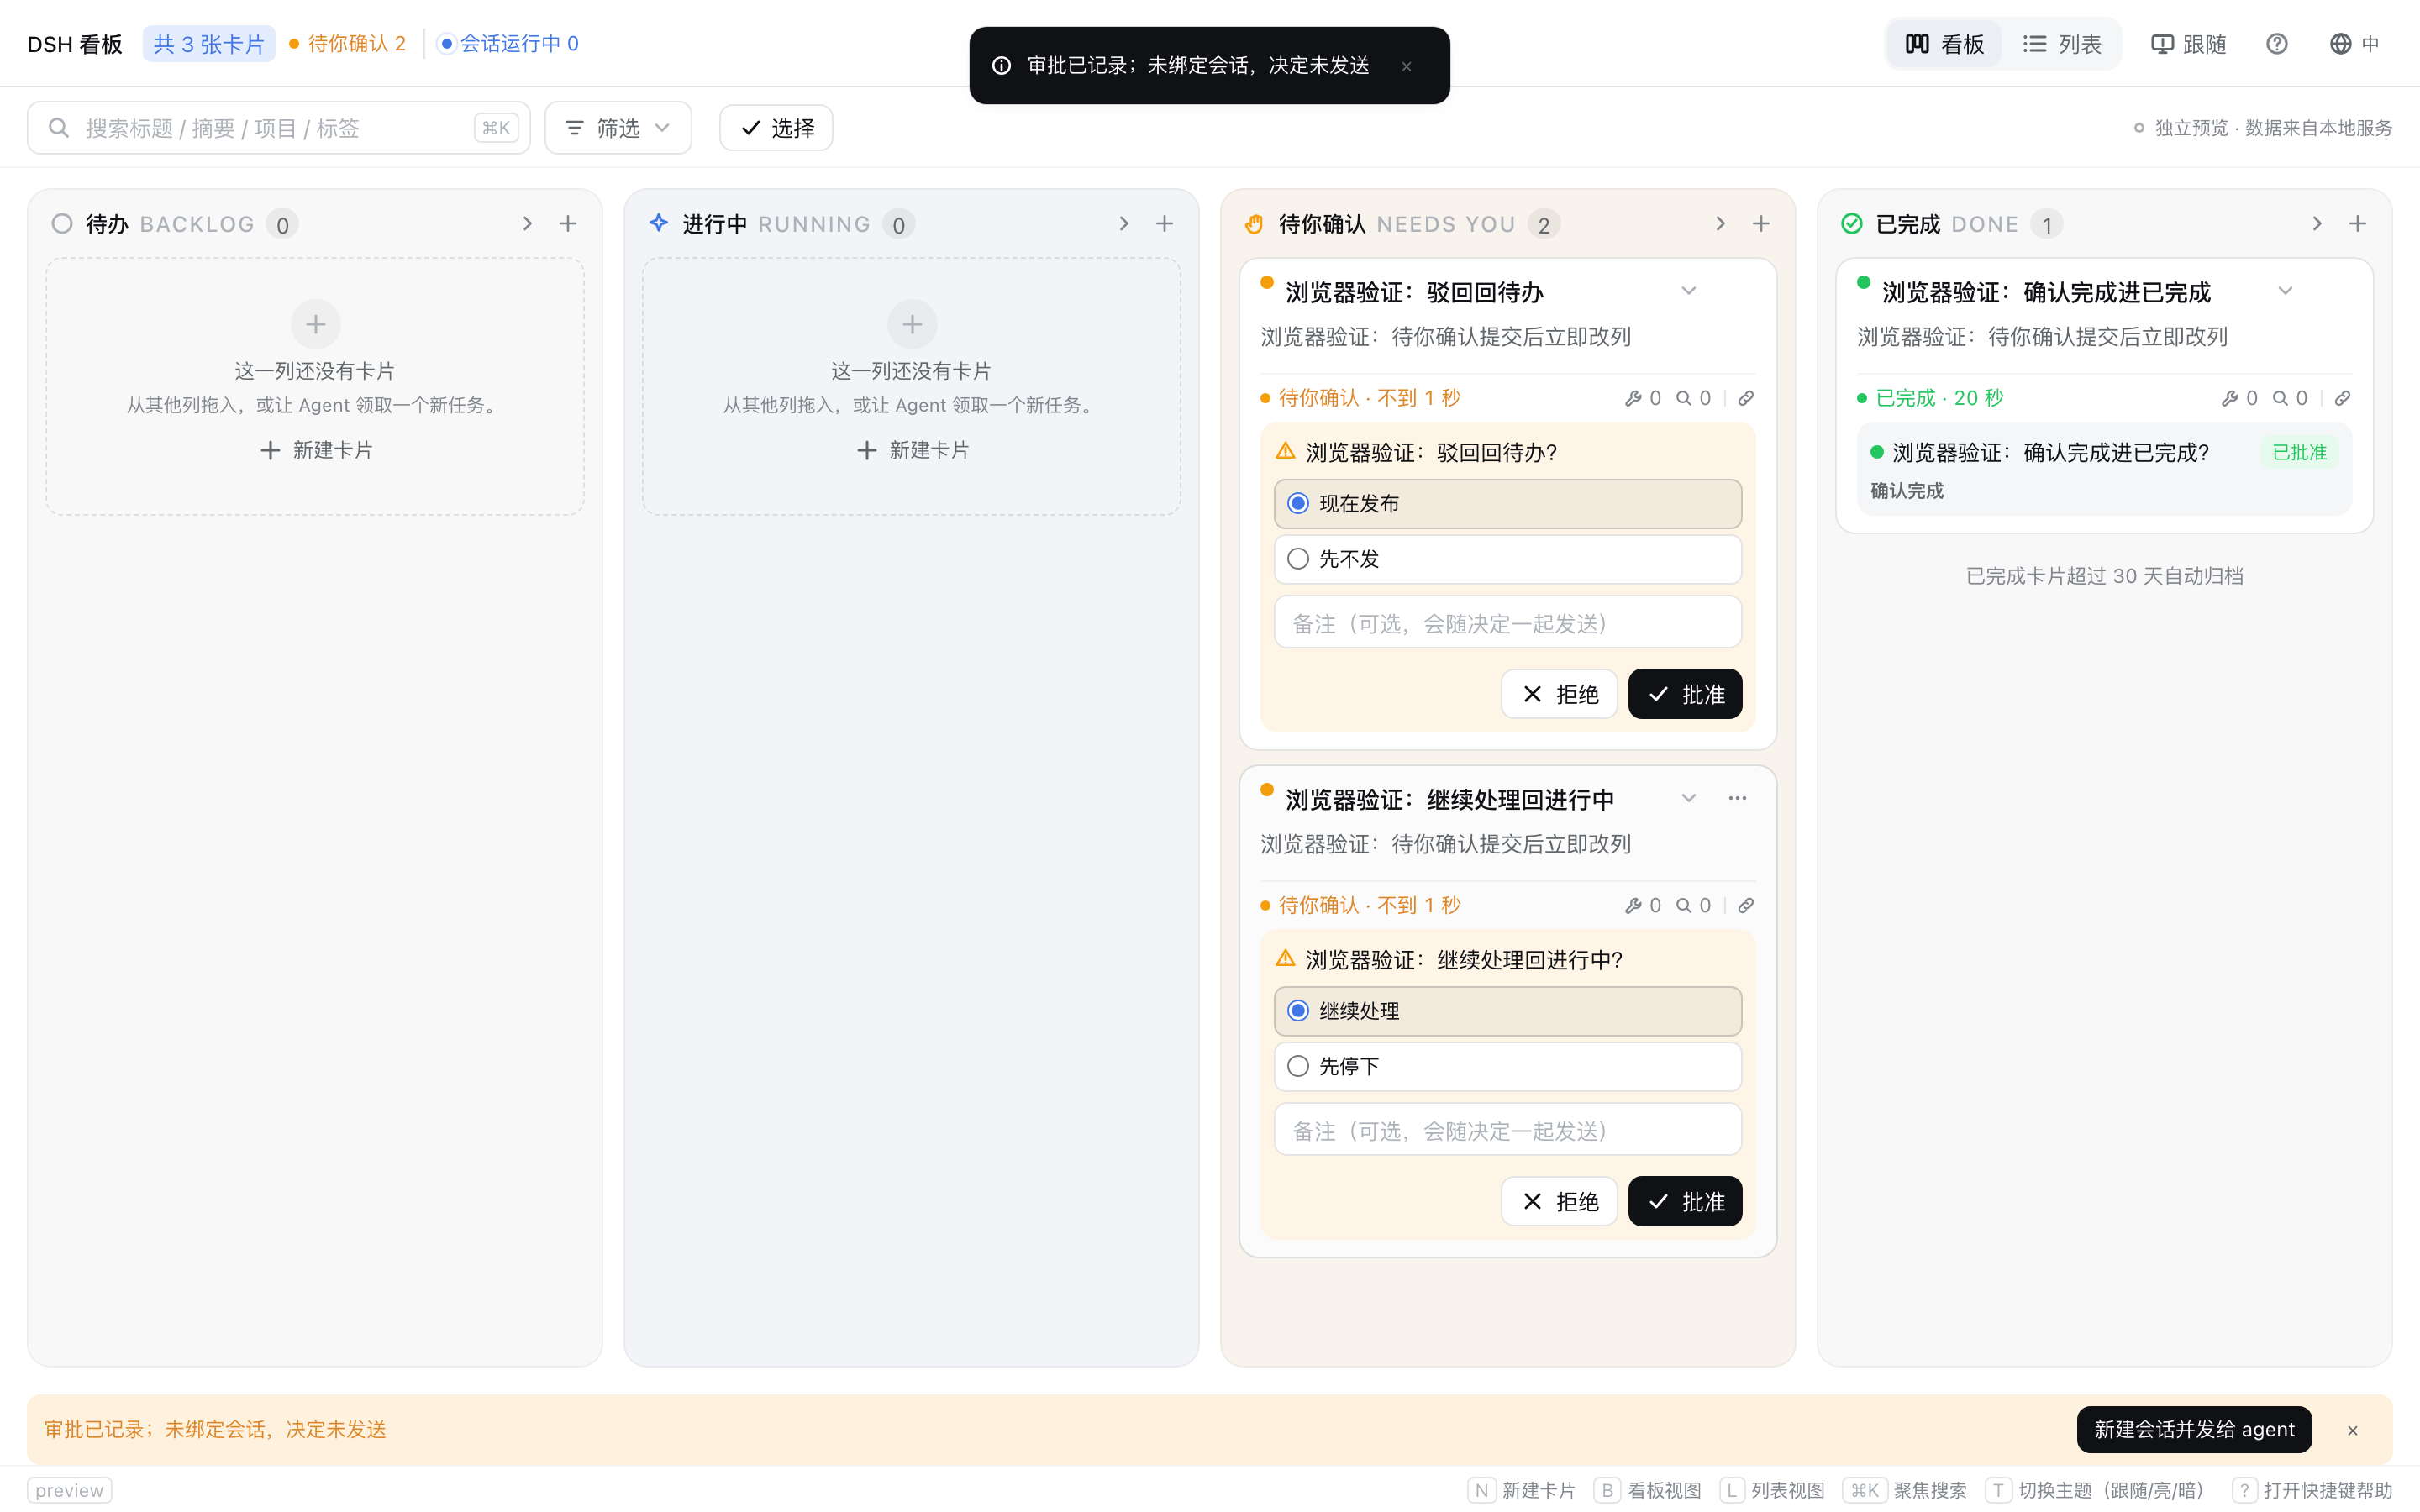 DSH 看板 共 3 张卡片 待你确认 2 会话运行中 0
审批已记录；未绑定会话，决定未发送 ×
看板 列表 跟随 中
搜索标题 / 摘要 / 项目 / 标签 ⌘K 筛选 选择
独立预览 · 数据来自本地服务
待办 BACKLOG 0
这一列还没有卡片
从其他列拖入，或让 Agent 领取一个新任务。
新建卡片
进行中 RUNNING 0
这一列还没有卡片
从其他列拖入，或让 Agent 领取一个新任务。
新建卡片
待你确认 NEEDS YOU 2
浏览器验证：驳回回待办
浏览器验证：待你确认提交后立即改列
待你确认 · 不到 1 秒 0 0
浏览器验证：驳回回待办？
现在发布
先不发
备注（可选，会随决定一起发送）
拒绝 批准
浏览器验证：继续处理回进行中
浏览器验证：待你确认提交后立即改列
待你确认 · 不到 1 秒 0 0
浏览器验证：继续处理回进行中？
继续处理
先停下
备注（可选，会随决定一起发送）
拒绝 批准
已完成 DONE 1
浏览器验证：确认完成进已完成
浏览器验证：待你确认提交后立即改列
已完成 · 20 秒 0 0
浏览器验证：确认完成进已完成？ 已批准
确认完成
已完成卡片超过 30 天自动归档
审批已记录；未绑定会话，决定未发送
新建会话并发给 agent ×
preview
N 新建卡片 B 看板视图 L 列表视图 ⌘K 聚焦搜索 T 切换主题（跟随/亮/暗） ? 打开快捷键帮助